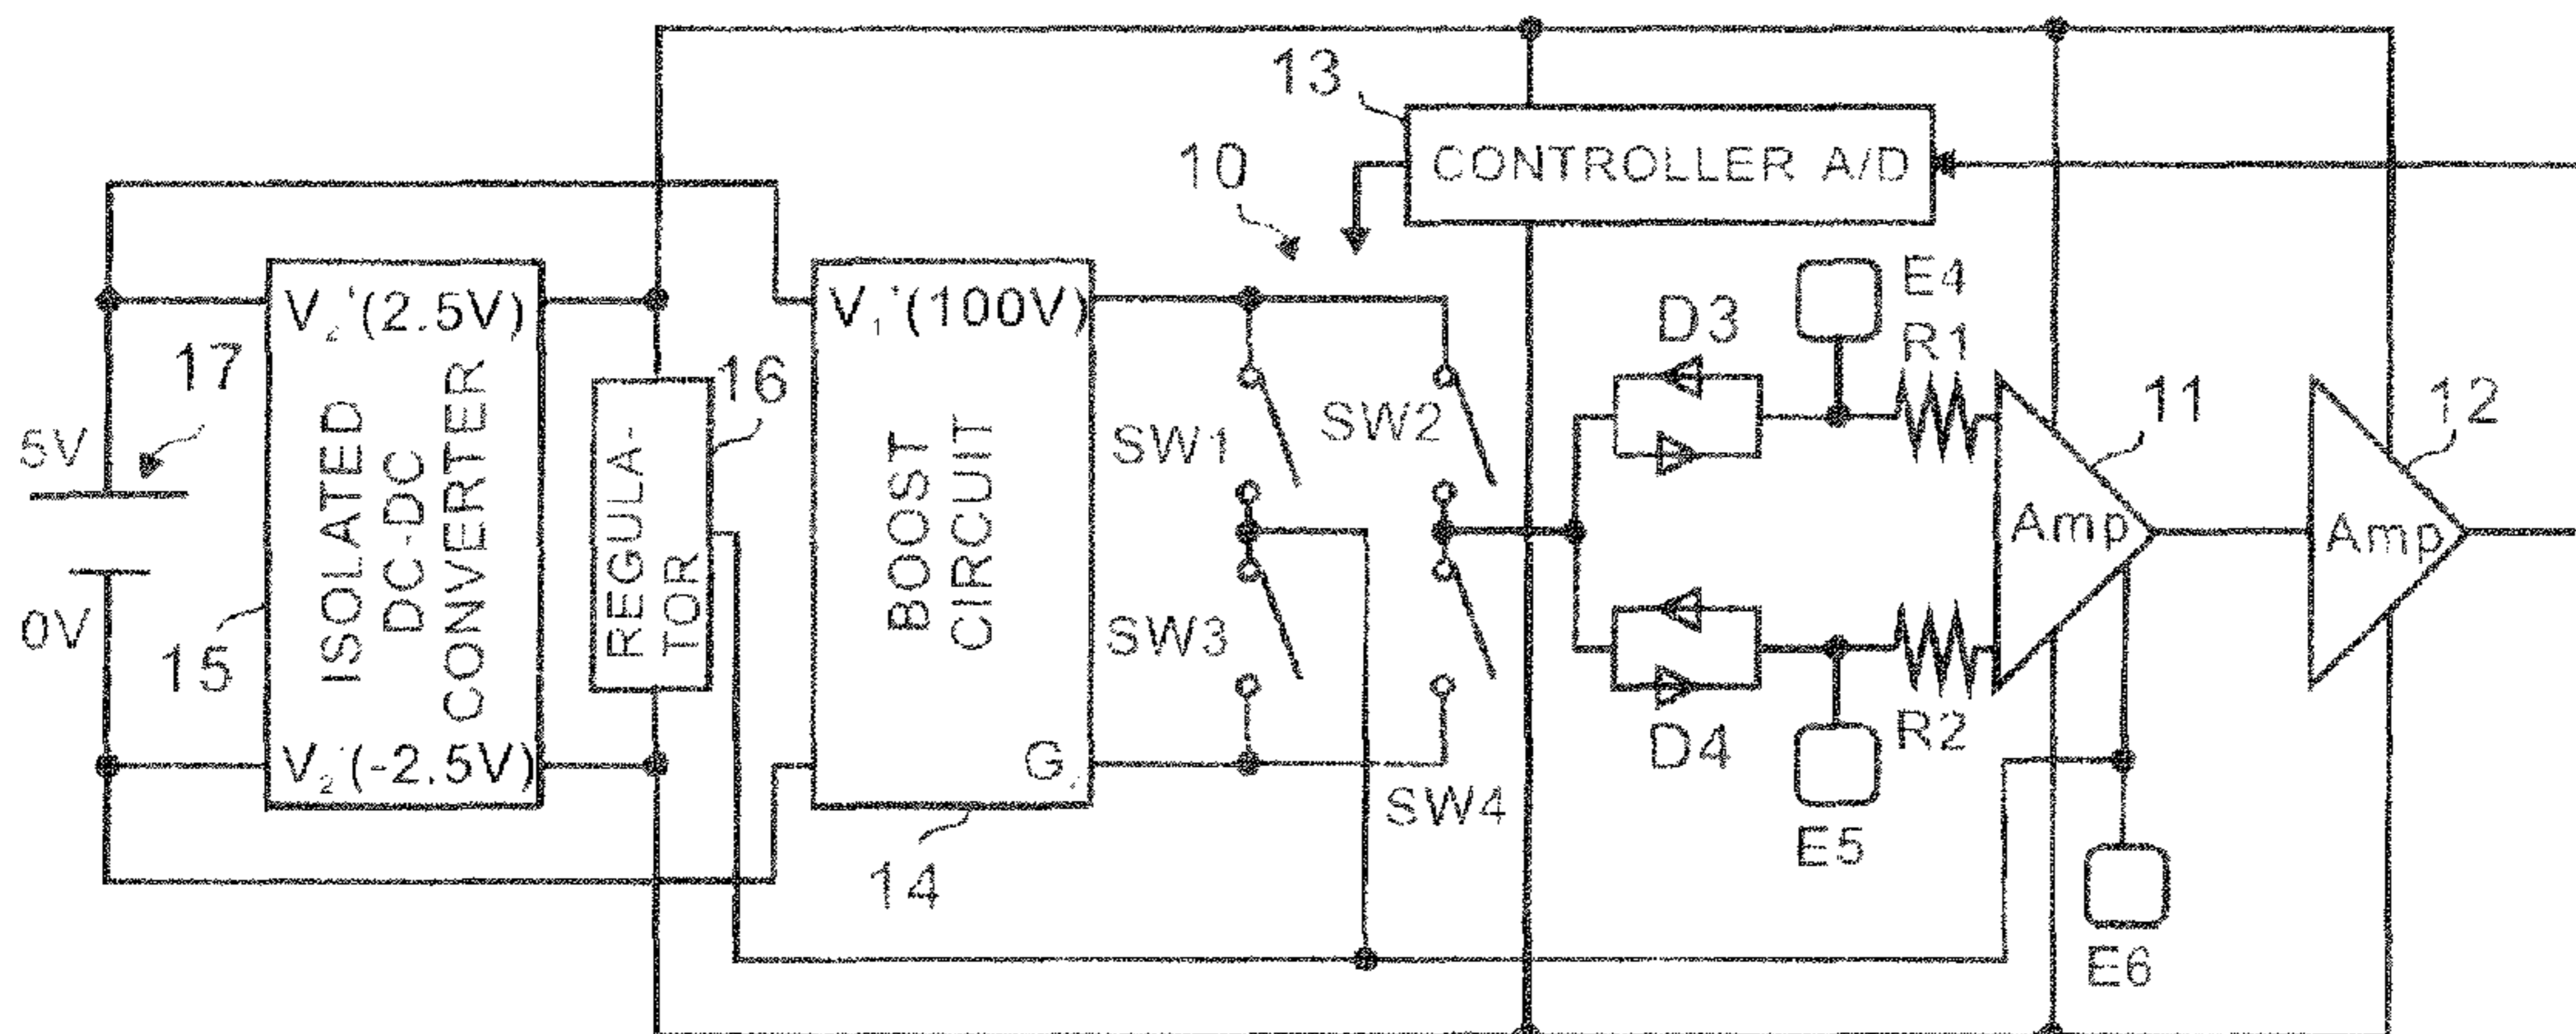 13
CONTROLLER A/D
10
V₂⁺(2.5V)
ISOLATED
DC-DC
CONVERTER
V₂⁻(-2.5V)
17
5V
0V
15
REGULA-
TOR
16
V₁⁺(100V)
BOOST
CIRCUIT
G
14
SW1
SW2
SW3
SW4
D3
D4
E4
R1
R2
E5
E6
Amp
11
Amp
12